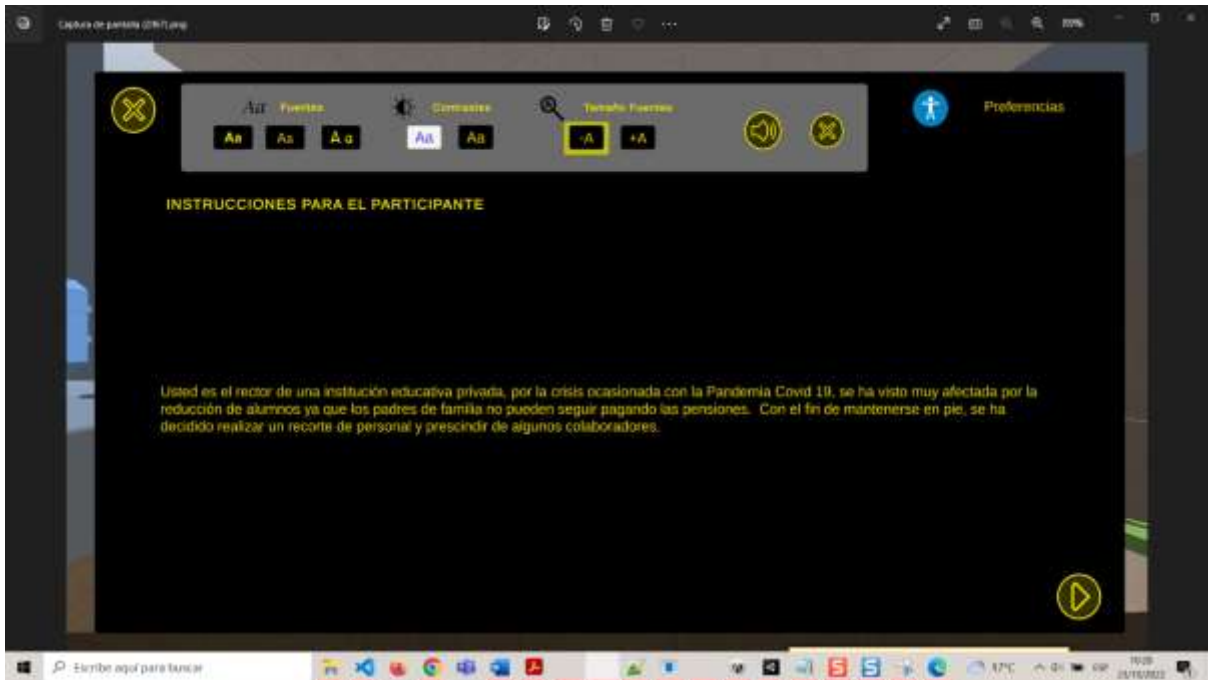 Captura de pantalla
Aa Fuentes
Contrastes
Tamaño Fuentes
Preferencias
Aa Aa Aa Aa Aa -A +A
INSTRUCCIONES PARA EL PARTICIPANTE
Usted es el rector de una institución educativa privada, por la crisis ocasionada con la Pandemia Covid 19, se ha visto muy afectada por la
reducción de alumnos ya que los padres de familia no pueden seguir pagando las pensiones. Con el fin de mantenerse en pie, se ha
decidido realizar un recorte de personal y prescindir de algunos colaboradores.
Escribe aquí para buscar
17°C
ESP